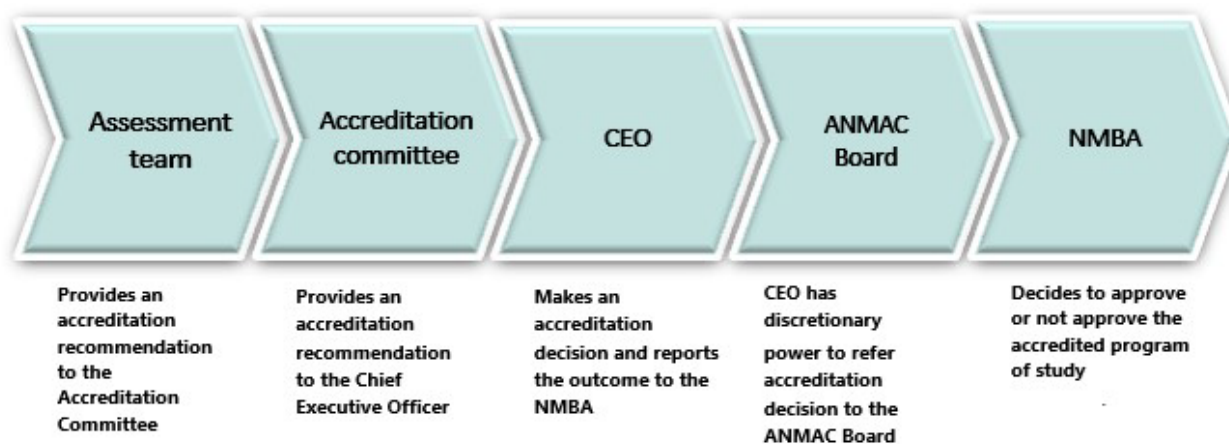 Assessment
team
Accreditation
committee
CEO
ANMAC
Board
NMBA
Provides an
accreditation
recommendation
to the
Accreditation
Committee
Provides an
accreditation
recommendation
to the Chief
Executive Officer
Makes an
accreditation
decision and reports
the outcome to the
NMBA
CEO has
discretionary
power to refer
accreditation
decision to the
ANMAC Board
Decides to approve
or not approve the
accredited program
of study